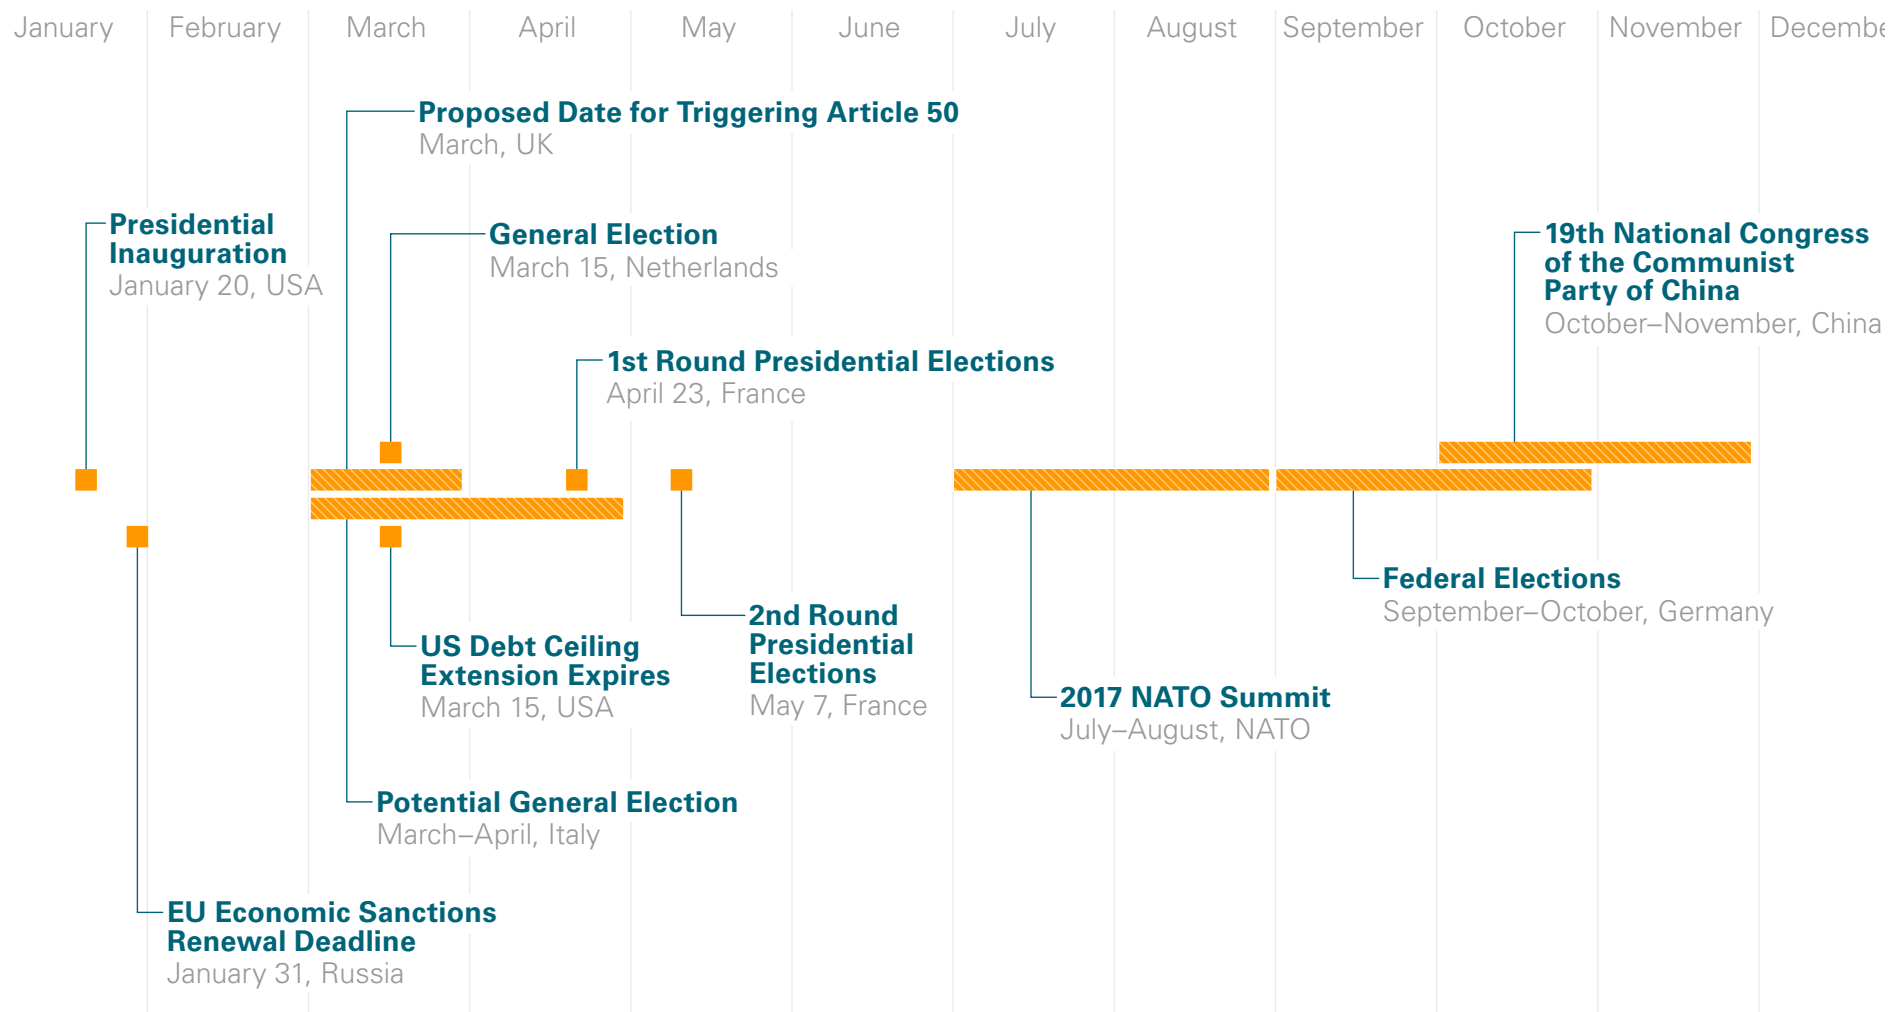 January February March April May June July August September October November Decembe
Proposed Date for Triggering Article 50
March, UK
Presidential
Inauguration
January 20, USA
General Election
March 15, Netherlands
19th National Congress
of the Communist
Party of China
October–November, China
1st Round Presidential Elections
April 23, France
Federal Elections
September–October, Germany
2nd Round
Presidential
Elections
May 7, France
US Debt Ceiling
Extension Expires
March 15, USA
2017 NATO Summit
July–August, NATO
Potential General Election
March–April, Italy
EU Economic Sanctions
Renewal Deadline
January 31, Russia